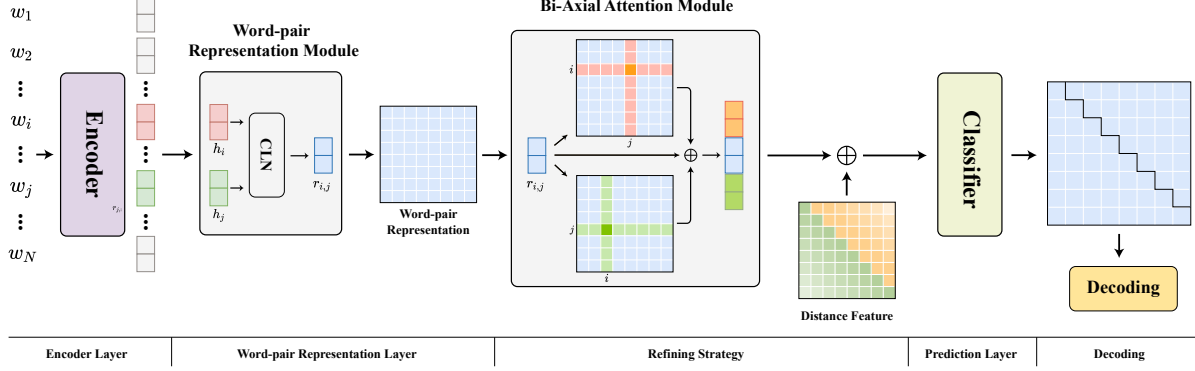 w1
w2
wi
wj
wN
Encoder
Word-pair
Representation Module
hi
hj
CLN
ri,j
Word-pair
Representation
Bi-Axial Attention Module
ri,j
i
j
j
i
⊕
⊕
Distance Feature
Classifier
Decoding
Encoder Layer
Word-pair Representation Layer
Refining Strategy
Prediction Layer
Decoding